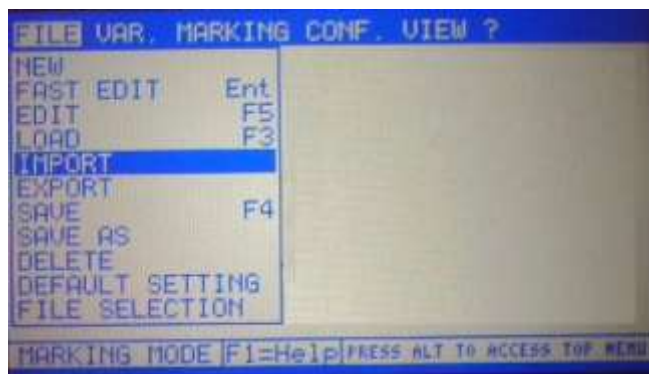 FILE VAR. MARKING CONF. VIEW ?
NEW
FAST EDIT Ent
EDIT F5
LOAD F3
IMPORT
EXPORT
SAVE F4
SAVE AS
DELETE
DEFAULT SETTING
FILE SELECTION
MARKING MODE F1=Help PRESS ALT TO ACCESS TOP MENU